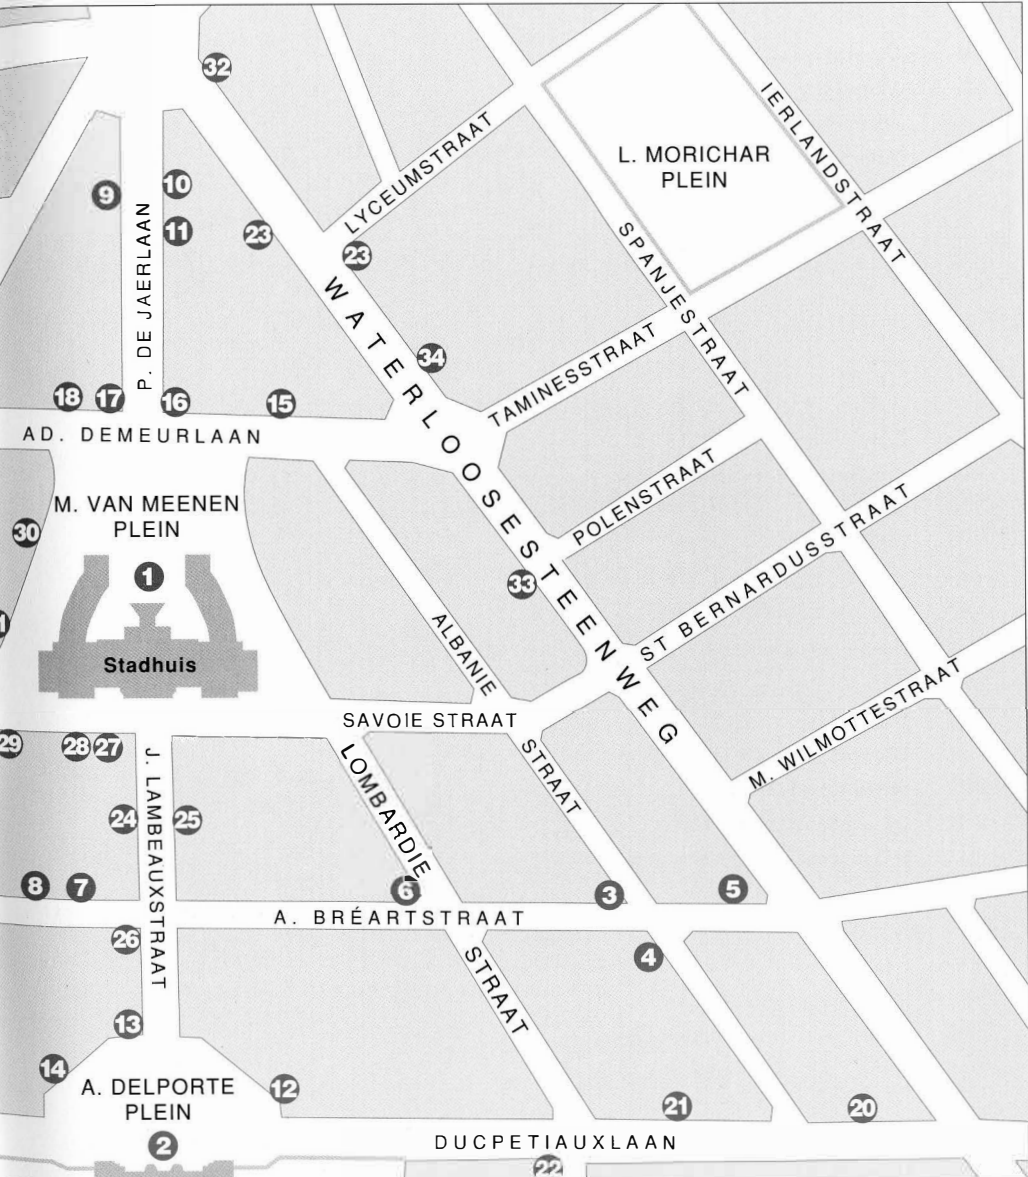 32
LYCEUMSTRAAT
IERLANDSTRAAT
L. MORICHAR
PLEIN
9
10
11
23
23
P. DE JAERLAAN
SPANJESTRAAT
WATERLOOSESTEENWEG
34
TAMINESSTRAAT
18
17
16
15
AD. DEMEURLAAN
M. VAN MEENEN
PLEIN
30
1
POLENSTRAAT
33
ST BERNARDUSSTRAAT
Stadhuis
ALBANIE
STRAAT
SAVOIE STRAAT
M. WILMOTTESTRAAT
29
28
27
J. LAMBEAUXSTRAAT
LOMBARDIE
STRAAT
24
25
8
7
6
3
5
A. BRÉARTSTRAAT
26
4
13
14
A. DELPORTE
PLEIN
12
21
20
2
DUCPETIAUXLAAN
22